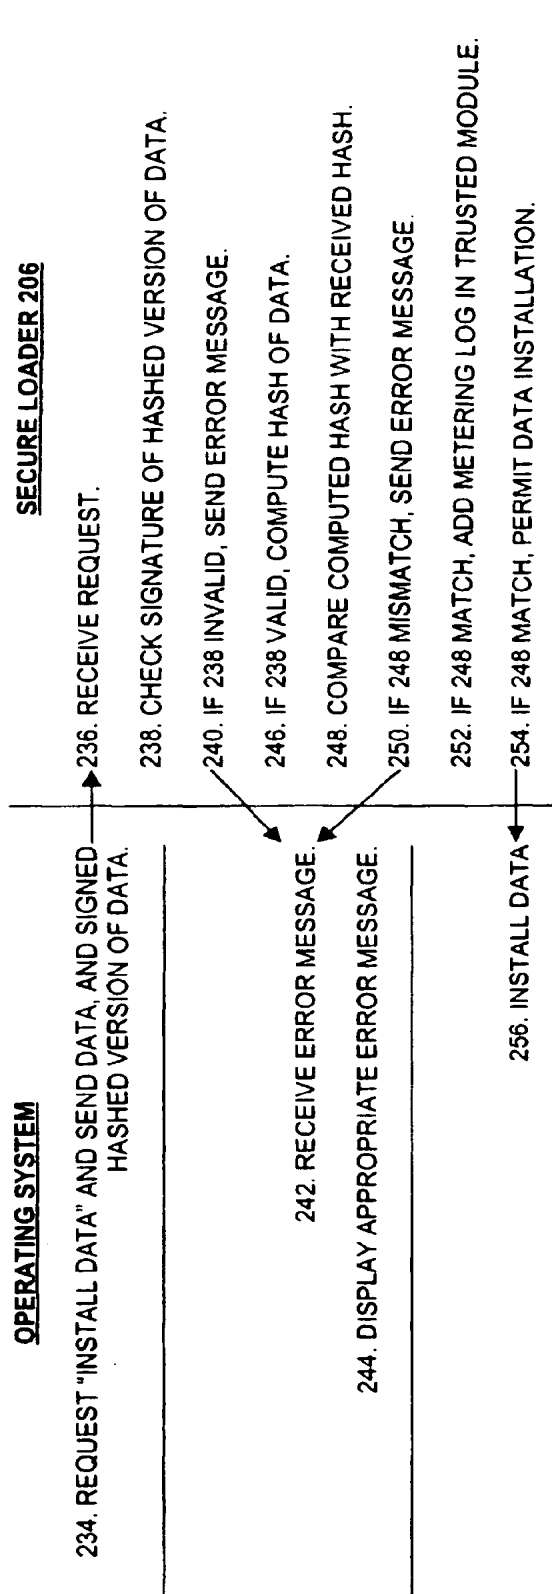 OPERATING SYSTEM
SECURE LOADER 206
234. REQUEST "INSTALL DATA" AND SEND DATA, AND SIGNED
HASHED VERSION OF DATA.
236. RECEIVE REQUEST.
238. CHECK SIGNATURE OF HASHED VERSION OF DATA.
240. IF 238 INVALID, SEND ERROR MESSAGE.
246. IF 238 VALID, COMPUTE HASH OF DATA.
242. RECEIVE ERROR MESSAGE.
248. COMPARE COMPUTED HASH WITH RECEIVED HASH.
244. DISPLAY APPROPRIATE ERROR MESSAGE.
250. IF 248 MISMATCH, SEND ERROR MESSAGE.
252. IF 248 MATCH, ADD METERING LOG IN TRUSTED MODULE.
256. INSTALL DATA
254. IF 248 MATCH, PERMIT DATA INSTALLATION.